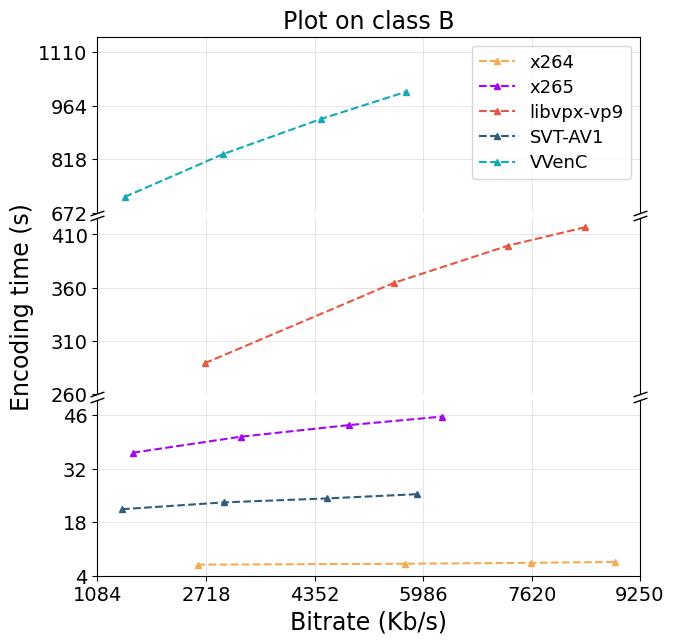 Plot on class B
1110
964
818
672
410
360
310
260
46
32
18
4
Encoding time (s)
x264
x265
libvpx-vp9
SVT-AV1
VVenC
1084 2718 4352 5986 7620 9250
Bitrate (Kb/s)